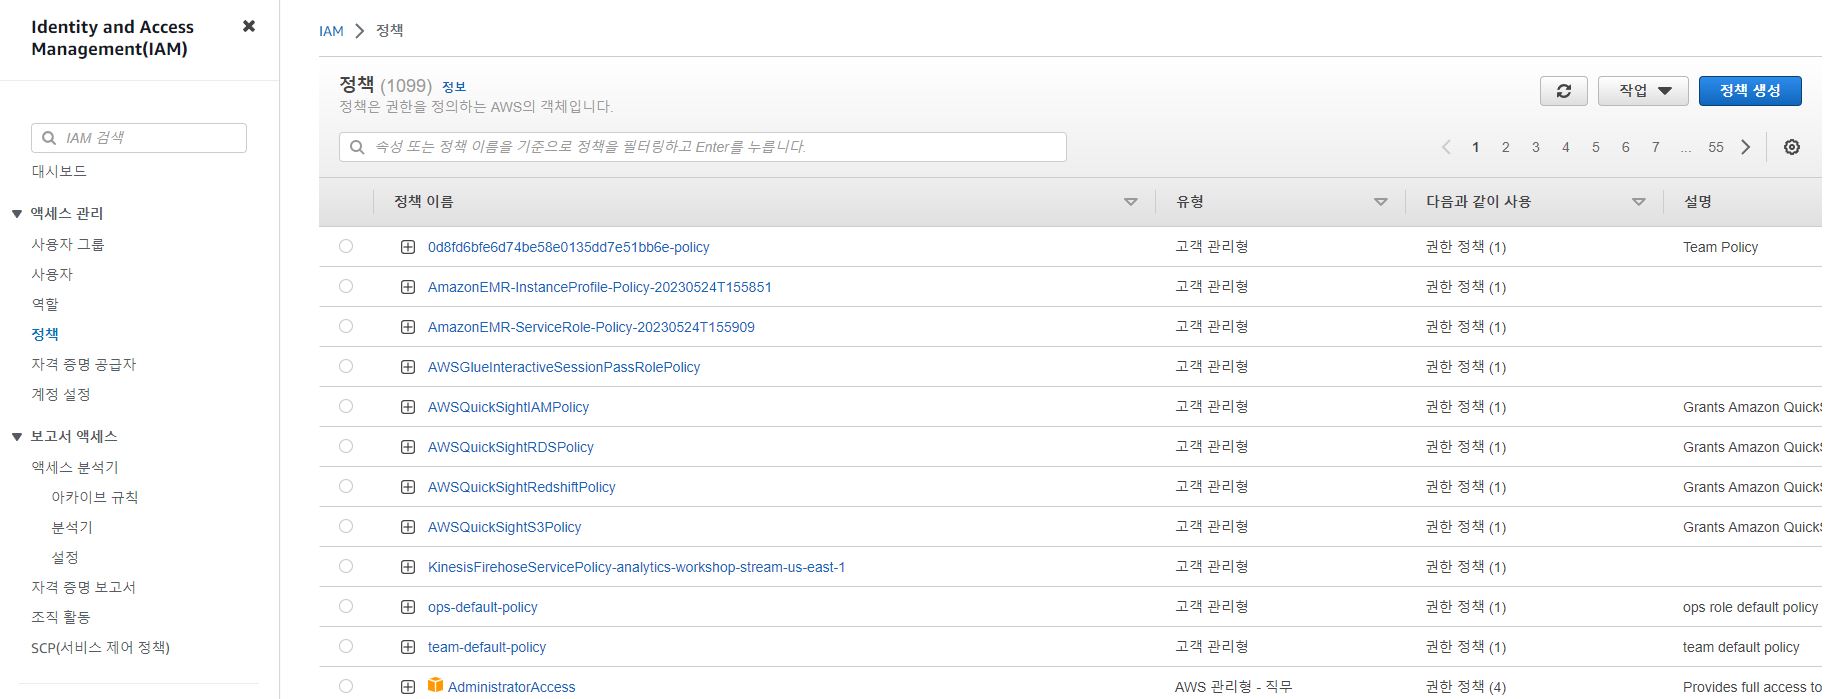 Identity and Access
Management(IAM)
IAM 검색
대시보드
액세스 관리
사용자 그룹
사용자
역할
정책
자격 증명 공급자
계정 설정
보고서 액세스
액세스 분석기
아카이브 규칙
분석기
설정
자격 증명 보고서
조직 활동
SCP(서비스 제어 정책)
IAM > 정책
정책 (1099) 정보
정책은 권한을 정의하는 AWS의 객체입니다.
작업
정책 생성
속성 또는 정책 이름을 기준으로 정책을 필터링하고 Enter를 누릅니다.
1 2 3 4 5 6 7 ... 55
정책 이름 유형 다음과 같이 사용 설명
0d8fd6bfe6d74be58e0135dd7e51bb6e-policy 고객 관리형 권한 정책 (1) Team Policy
AmazonEMR-InstanceProfile-Policy-20230524T155851 고객 관리형 권한 정책 (1)
AmazonEMR-ServiceRole-Policy-20230524T155909 고객 관리형 권한 정책 (1)
AWSGlueInteractiveSessionPassRolePolicy 고객 관리형 권한 정책 (1)
AWSQuickSightIAMPolicy 고객 관리형 권한 정책 (1) Grants Amazon QuickS
AWSQuickSightRDSPolicy 고객 관리형 권한 정책 (1) Grants Amazon QuickS
AWSQuickSightRedshiftPolicy 고객 관리형 권한 정책 (1) Grants Amazon QuickS
AWSQuickSightS3Policy 고객 관리형 권한 정책 (1) Grants Amazon QuickS
KinesisFirehoseServicePolicy-analytics-workshop-stream-us-east-1 고객 관리형 권한 정책 (1)
ops-default-policy 고객 관리형 권한 정책 (1) ops role default policy
team-default-policy 고객 관리형 권한 정책 (1) team default policy
AdministratorAccess AWS 관리형 - 직무 권한 정책 (4) Provides full access to